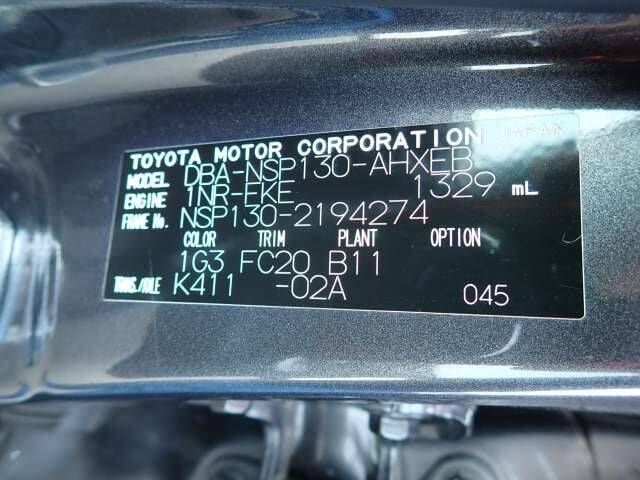 TOYOTA MOTOR CORPORATION JAPAN
MODEL DBA-NSP130-AHXEB
ENGINE 1NR-FKE 1329 mL
FRAME No. NSP130-2194274
COLOR TRIM PLANT OPTION
1G3 FC20 B11
TRANS./AXLE K411 -02A 045